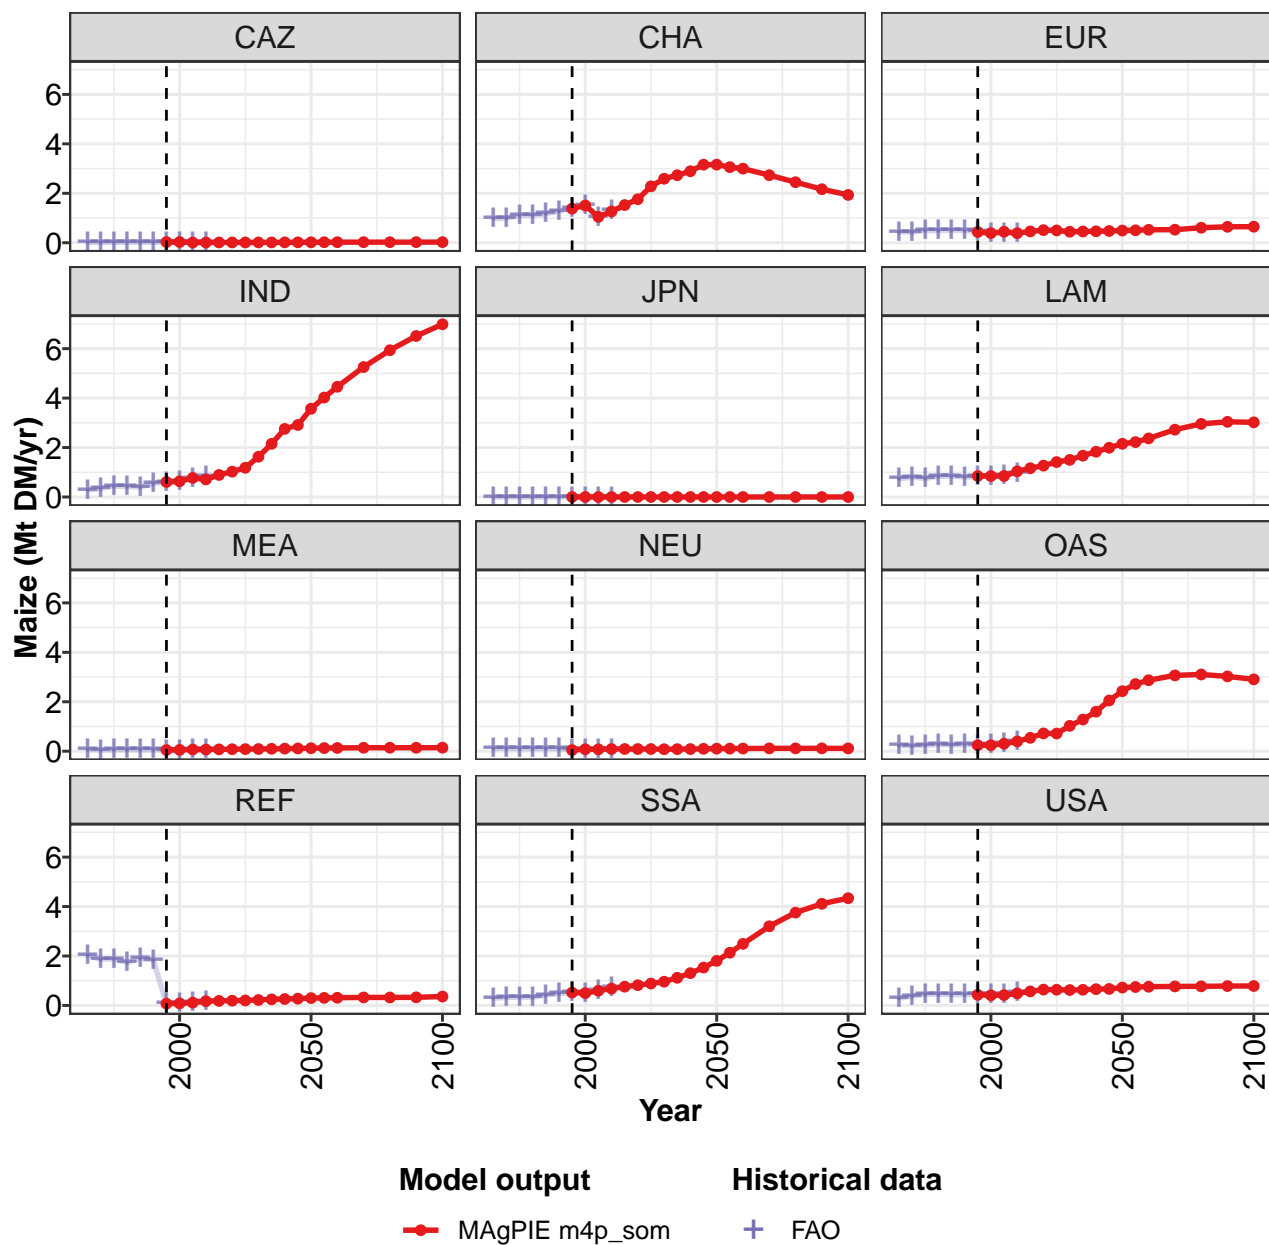 CAZ CHA EUR
6
4
2
0
IND JPN LAM
6
4
2
0
MEA NEU OAS
6
4
2
0
REF SSA USA
6
4
2
0
Maize (Mt DM/yr)
2000 2050 2100 2000 2050 2100 2000 2050 2100
Year
Model output Historical data
MAgPIE m4p_som FAO